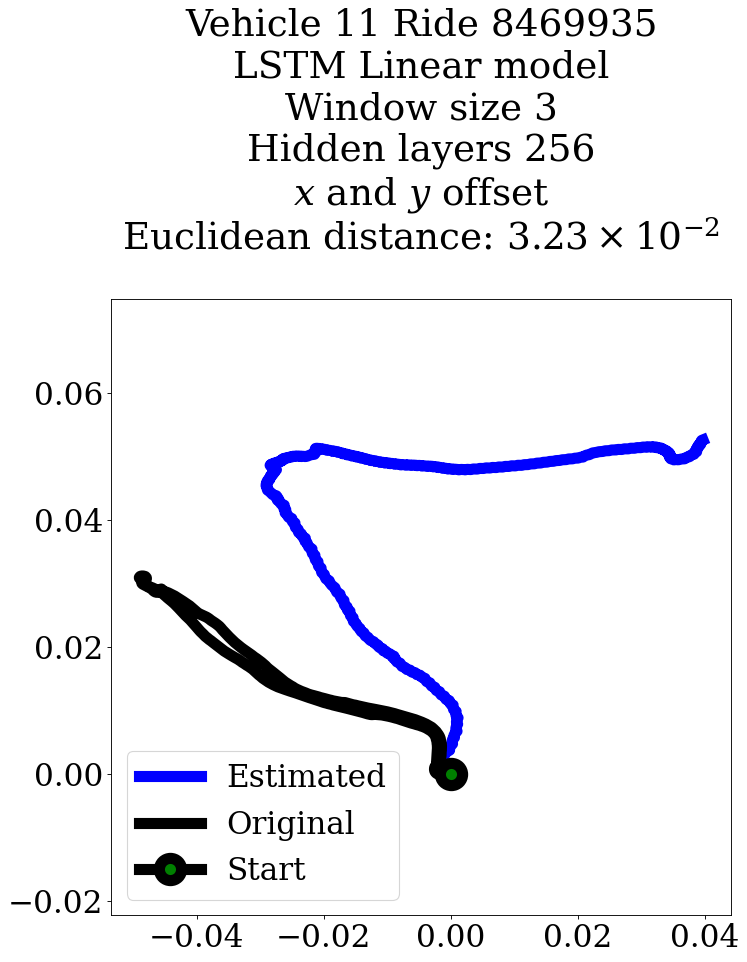 Vehicle 11 Ride 8469935
LSTM Linear model
Window size 3
Hidden layers 256
x and y offset
Euclidean distance: 3.23 × 10⁻²
0.06
0.04
0.02
0.00
−0.02
Estimated
Original
Start
−0.04
−0.02
0.00
0.02
0.04